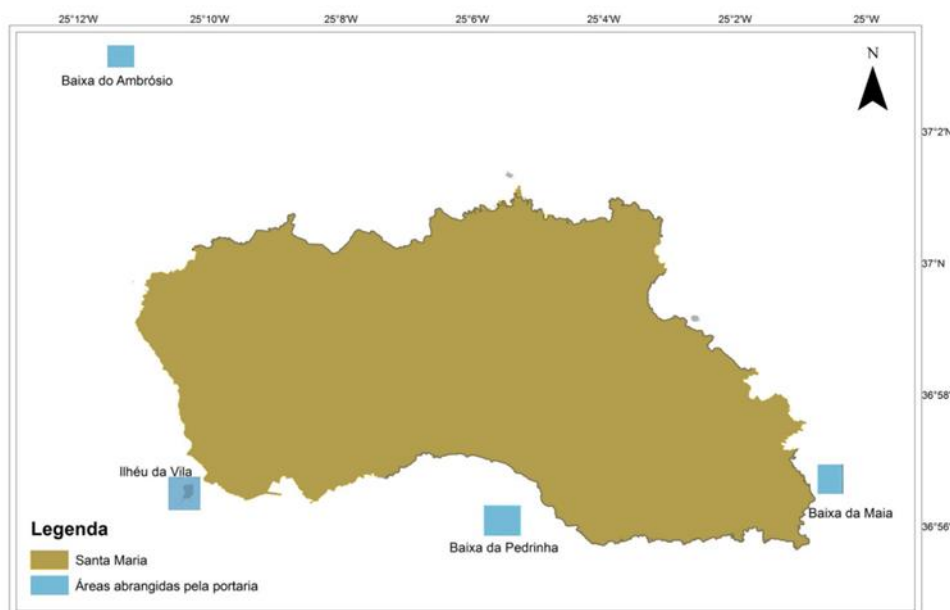 25°12'W 25°10'W 25°8'W 25°6'W 25°4'W 25°2'W 25°W
N
Baixa do Ambrósio
37°2'N
37°N
36°58'
Ilhéu da Vila
Baixa da Maia
36°56'
Baixa da Pedrinha
Legenda
Santa Maria
Áreas abrangidas pela portaria